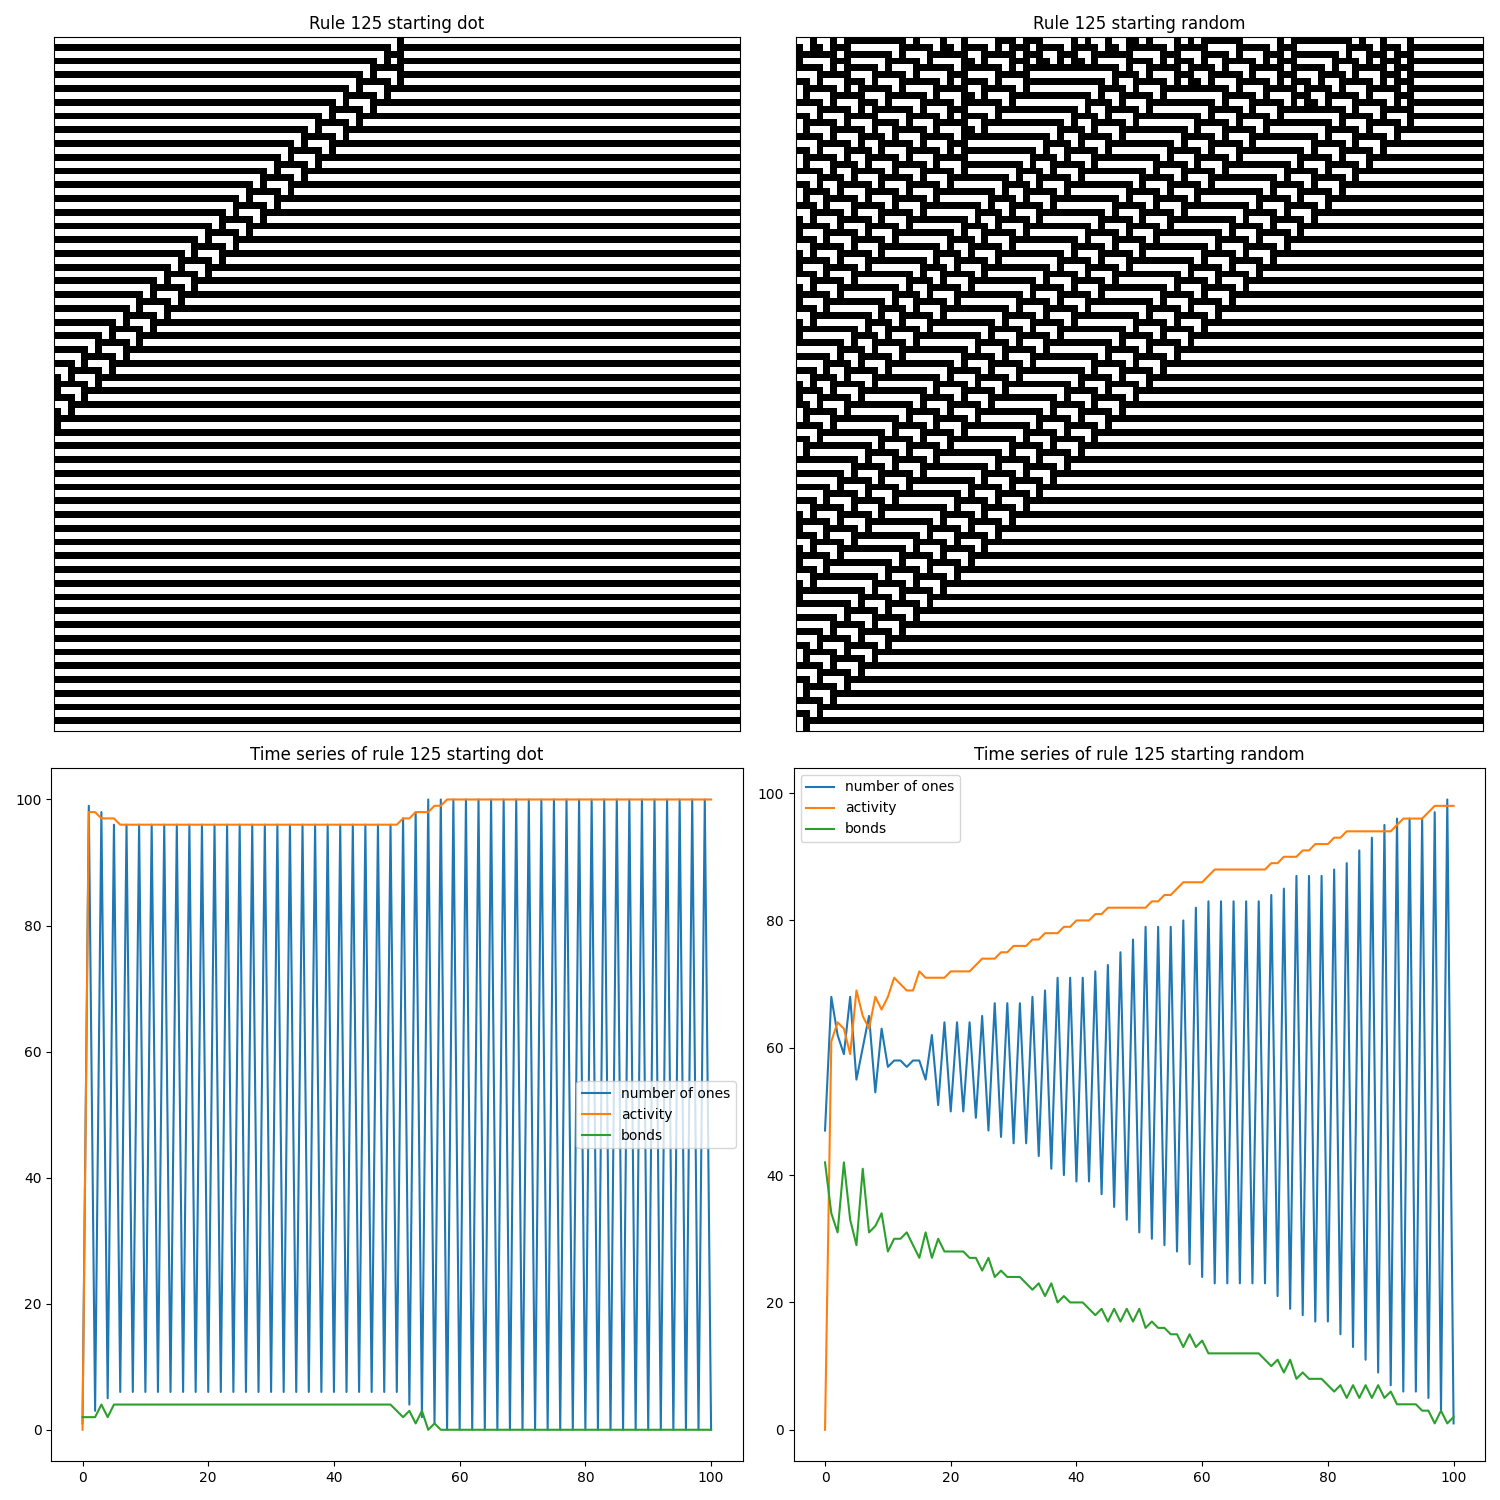 Rule 125 starting dot
Rule 125 starting random
Time series of rule 125 starting dot
100
80
60
40
20
0
number of ones
activity
bonds
0
20
40
60
80
100
Time series of rule 125 starting random
number of ones
activity
bonds
100
80
60
40
20
0
0
20
40
60
80
100